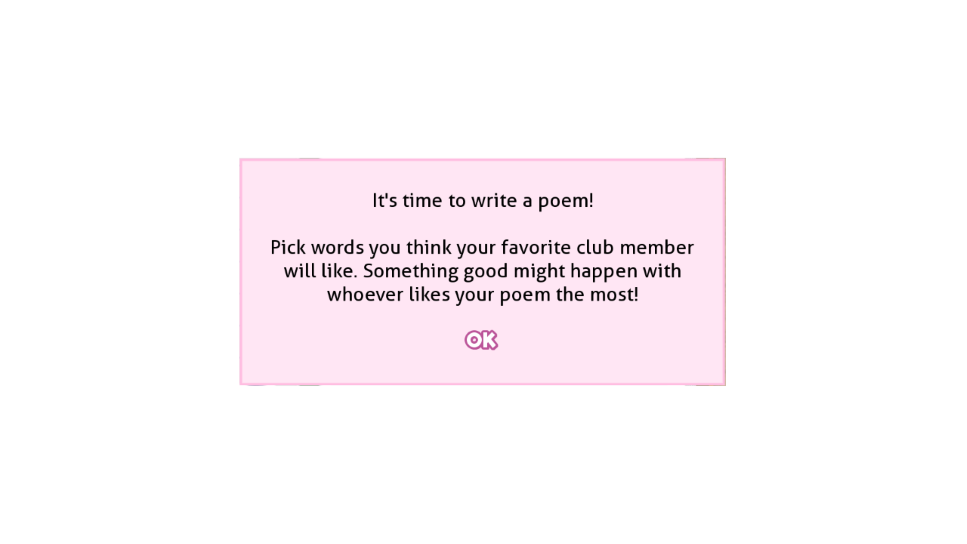 It's time to write a poem!
Pick words you think your favorite club member
will like. Something good might happen with
whoever likes your poem the most!
OK